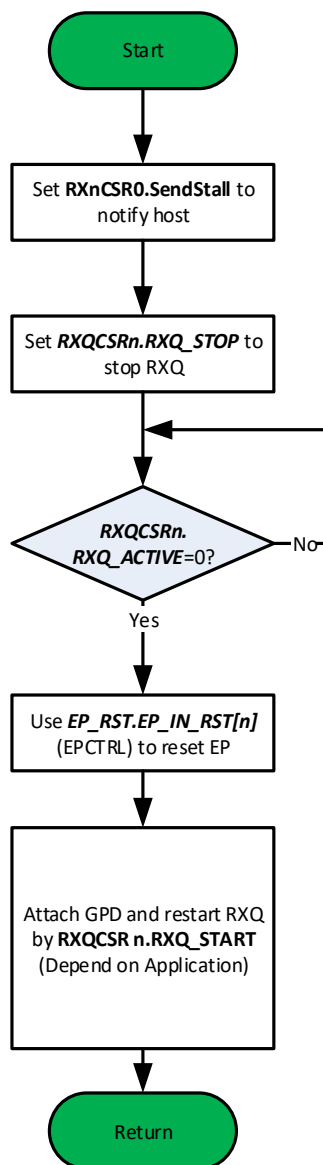 Start
Set RXnCSR0.SendStall to
notify host
Set RXQCSRn.RXQ_STOP to
stop RXQ
RXQCSRn.
RXQ_ACTIVE=0?
No
Yes
Use EP_RST.EP_IN_RST[n]
(EPCTRL) to reset EP
Attach GPD and restart RXQ
by RXQCSR n.RXQ_START
(Depend on Application)
Return